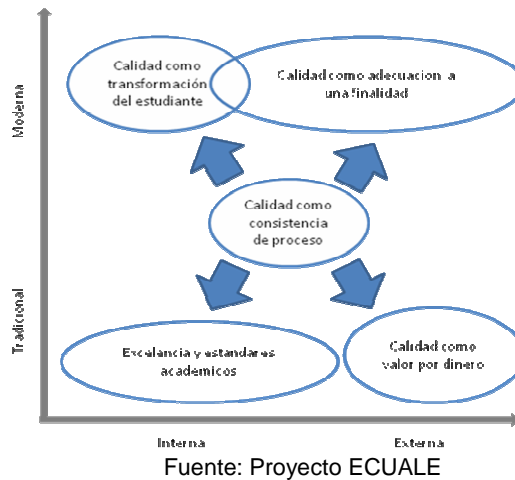 Moderna
Tradicional
Calidad como
transformación
del estudiante
Calidad como adecuacion a
una finalidad
Calidad como
consistencia
de proceso
Excelancia y estandares
academicos
Calidad como
valor por dinero
Interna
Externa
Fuente: Proyecto ECUALE